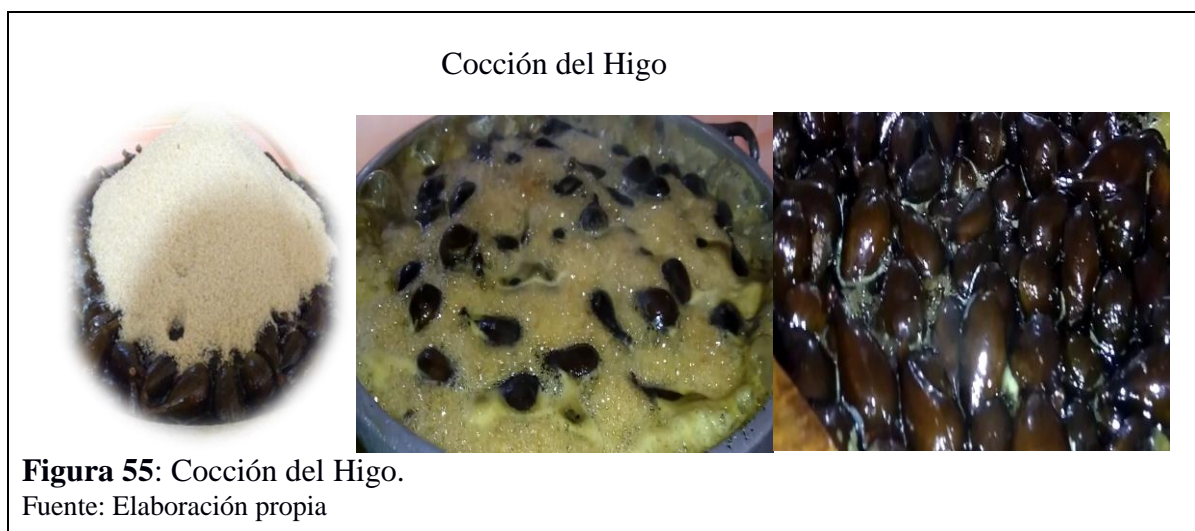 Cocción del Higo
Figura 55: Cocción del Higo.
Fuente: Elaboración propia